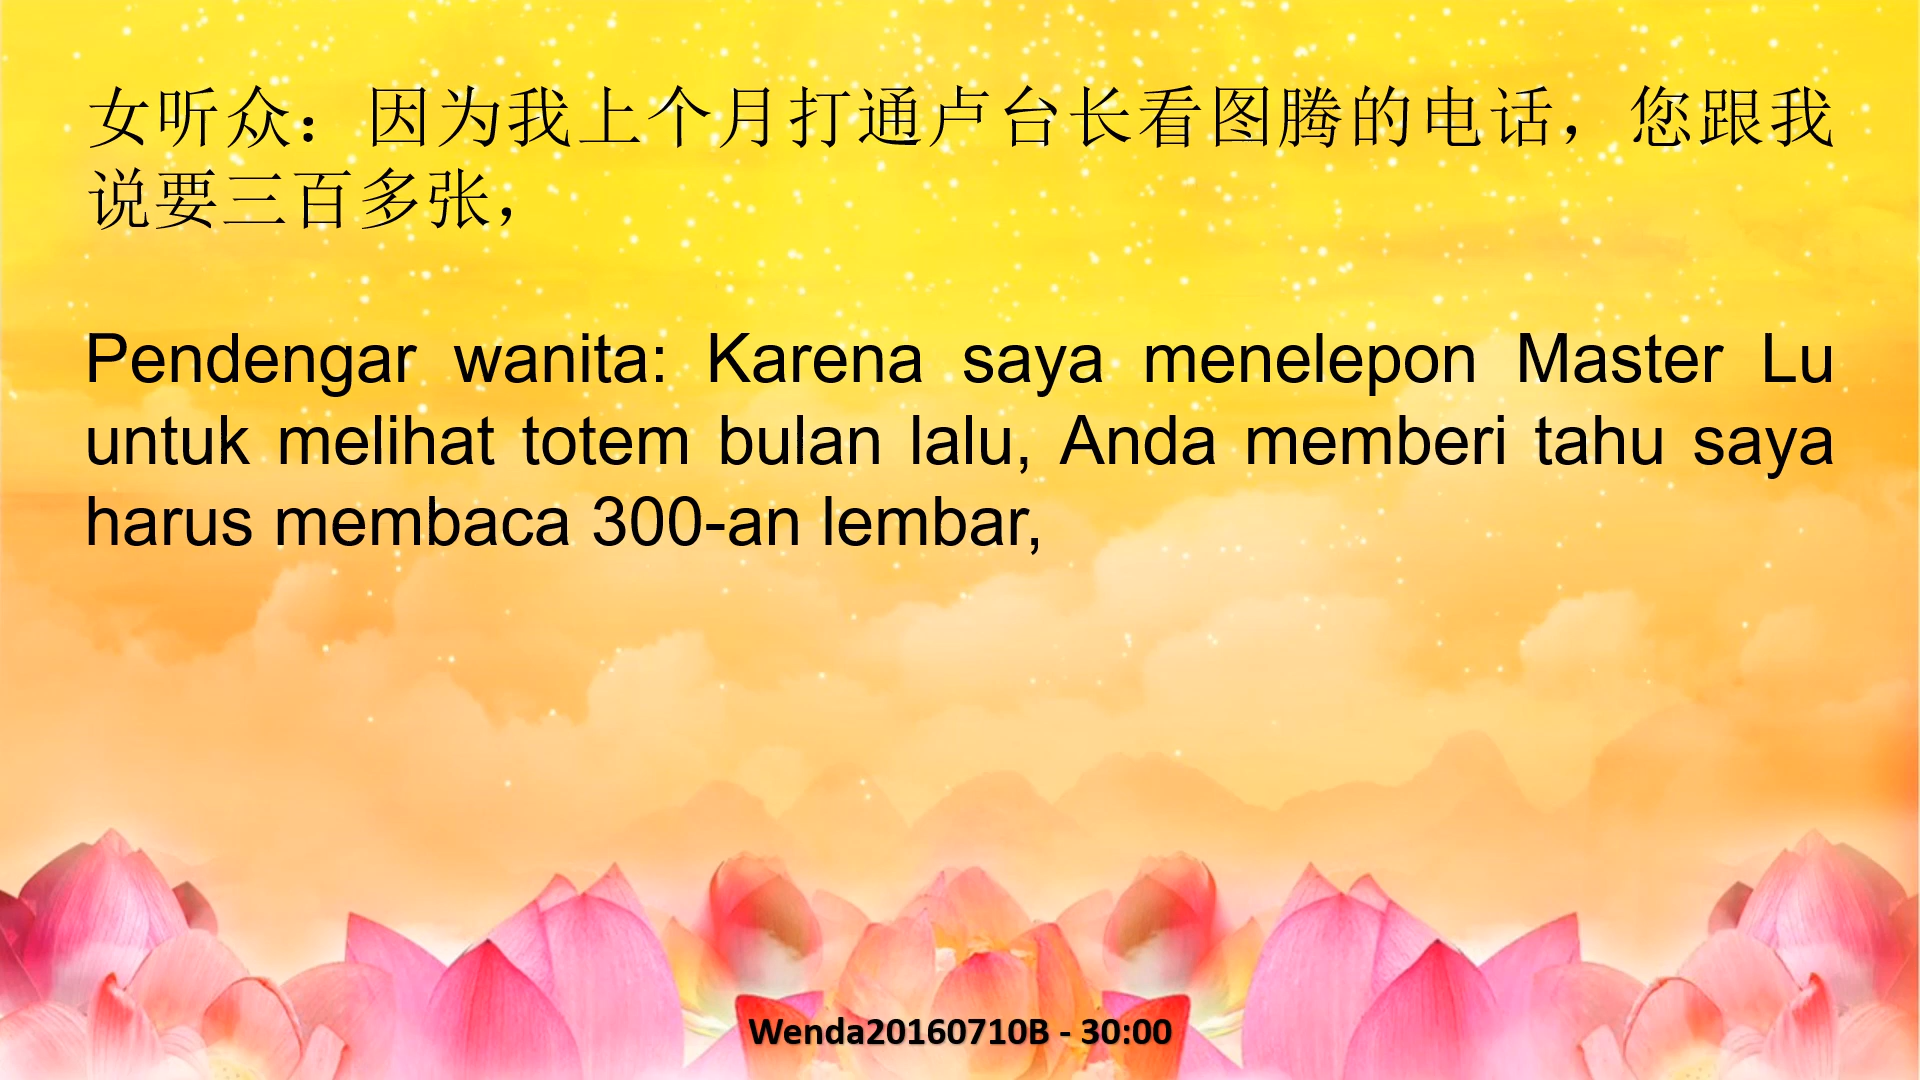 女听众：因为我上个月打通卢台长看图腾的电话，您跟我
说要三百多张，
Pendengar wanita: Karena saya menelepon Master Lu
untuk melihat totem bulan lalu, Anda memberi tahu saya
harus membaca 300-an lembar,
Wenda20160710B - 30:00